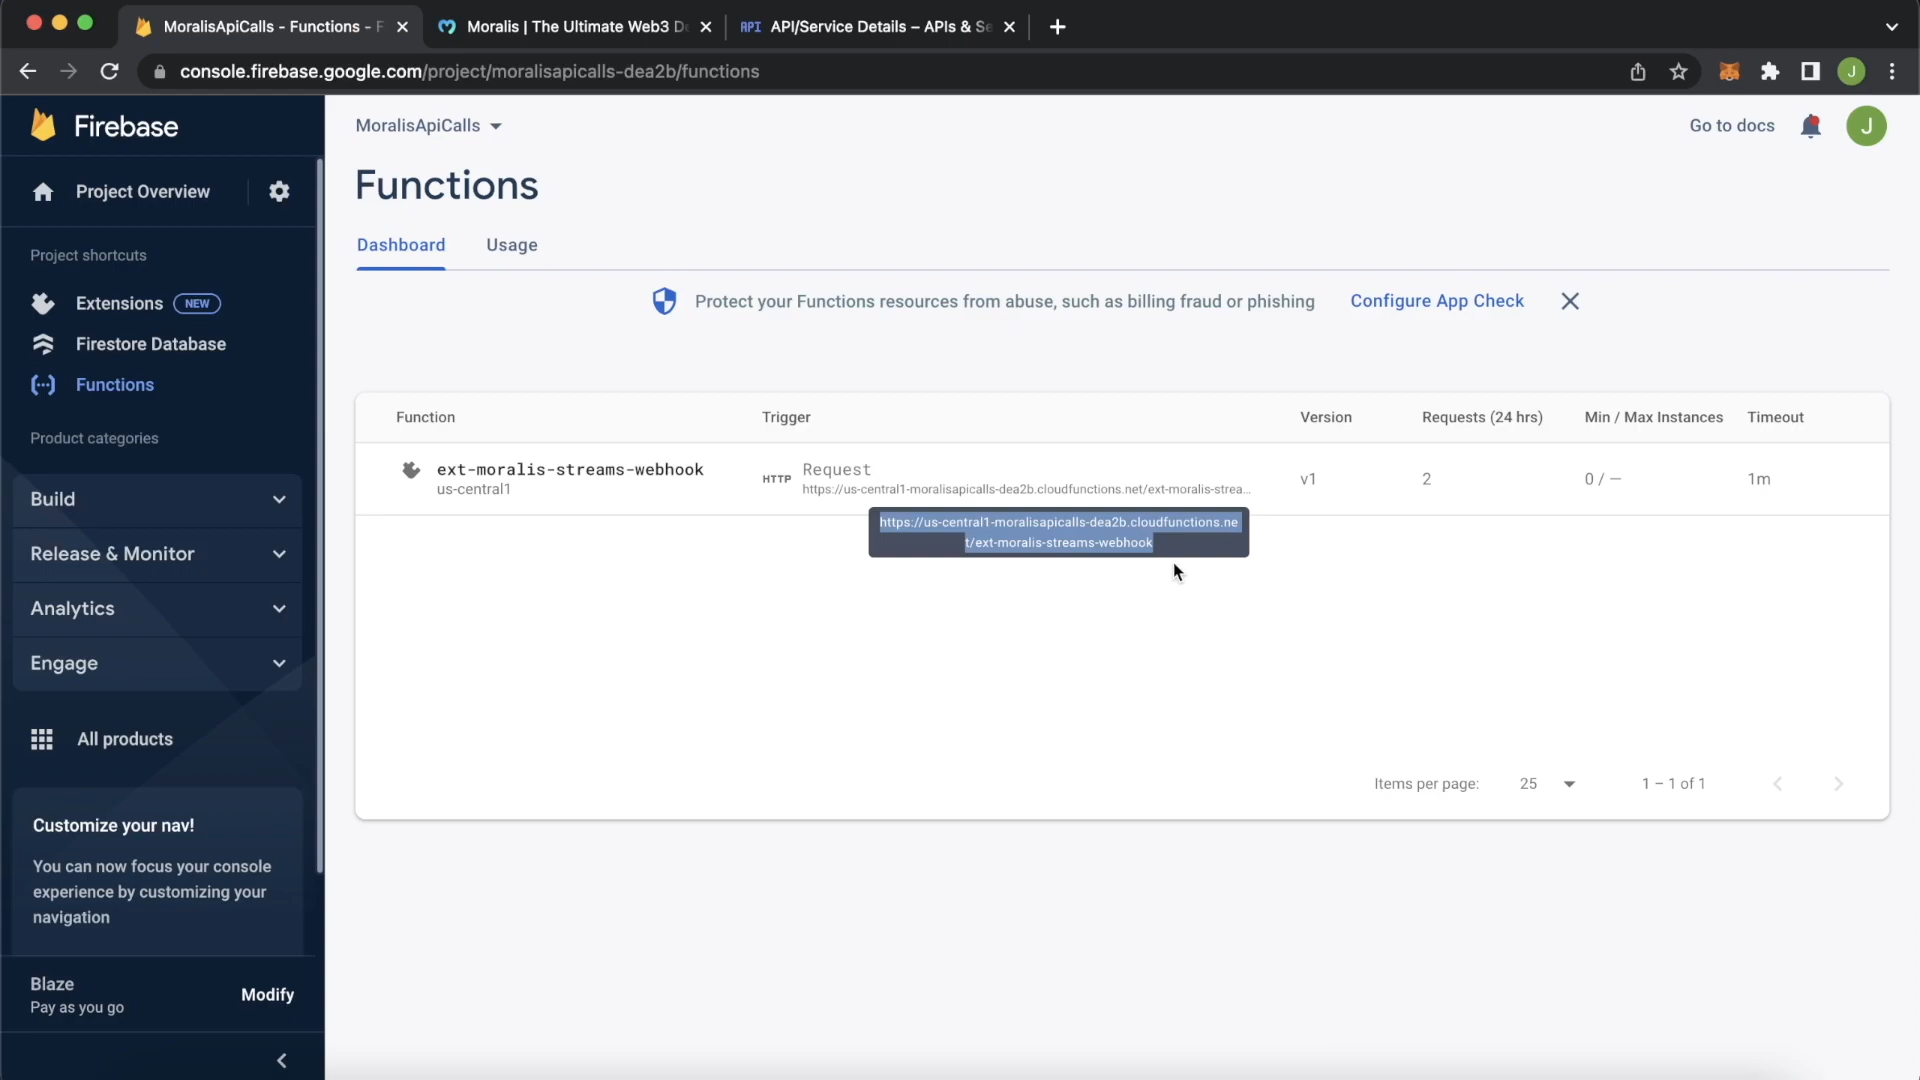 MoralisApiCalls - Functions - F
Moralis | The Ultimate Web3 De
API API/Service Details – APIs & Se
console.firebase.google.com/project/moralisapicalls-dea2b/functions
J
Firebase
MoralisApiCalls
Go to docs
J
Project Overview
Functions
Dashboard
Usage
Project shortcuts
Extensions NEW
Protect your Functions resources from abuse, such as billing fraud or phishing
Configure App Check
Firestore Database
Functions
Product categories
Function
Trigger
Version
Requests (24 hrs)
Min / Max Instances
Timeout
ext-moralis-streams-webhook
us-central1
HTTP
Request
https://us-central1-moralisapicalls-dea2b.cloudfunctions.net/ext-moralis-strea...
v1
2
0 / —
1m
https://us-central1-moralisapicalls-dea2b.cloudfunctions.ne
t/ext-moralis-streams-webhook
Build
Release & Monitor
Analytics
Engage
All products
Items per page:
25
1 – 1 of 1
Customize your nav!
You can now focus your console
experience by customizing your
navigation
Blaze
Pay as you go
Modify